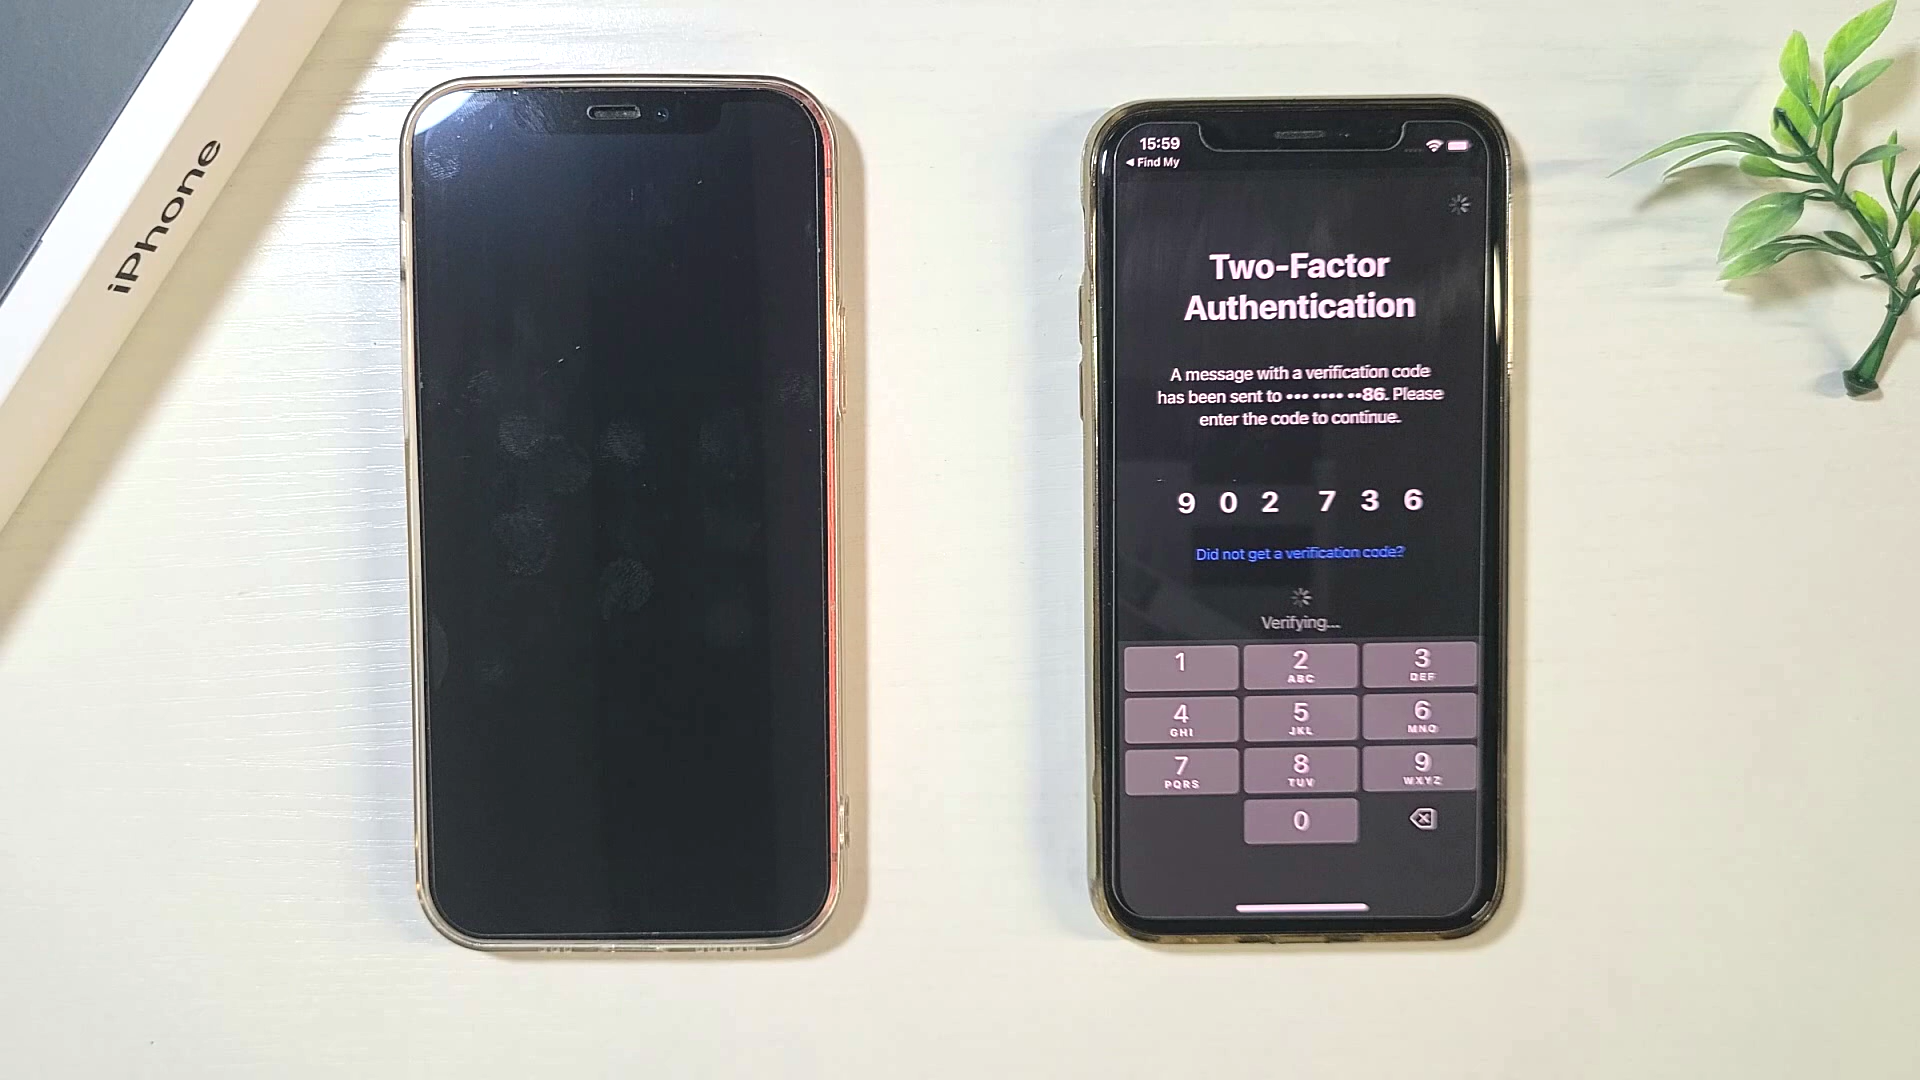 iPhone
15:59
◀ Find My
Two-Factor
Authentication
A message with a verification code
has been sent to ••• •••• ••86. Please
enter the code to continue.
9 0 2 7 3 6
Did not get a verification code?
Verifying...
1 2 3
ABC DEF
4 5 6
GHI JKL MNO
7 8 9
PQRS TUV WXYZ
0